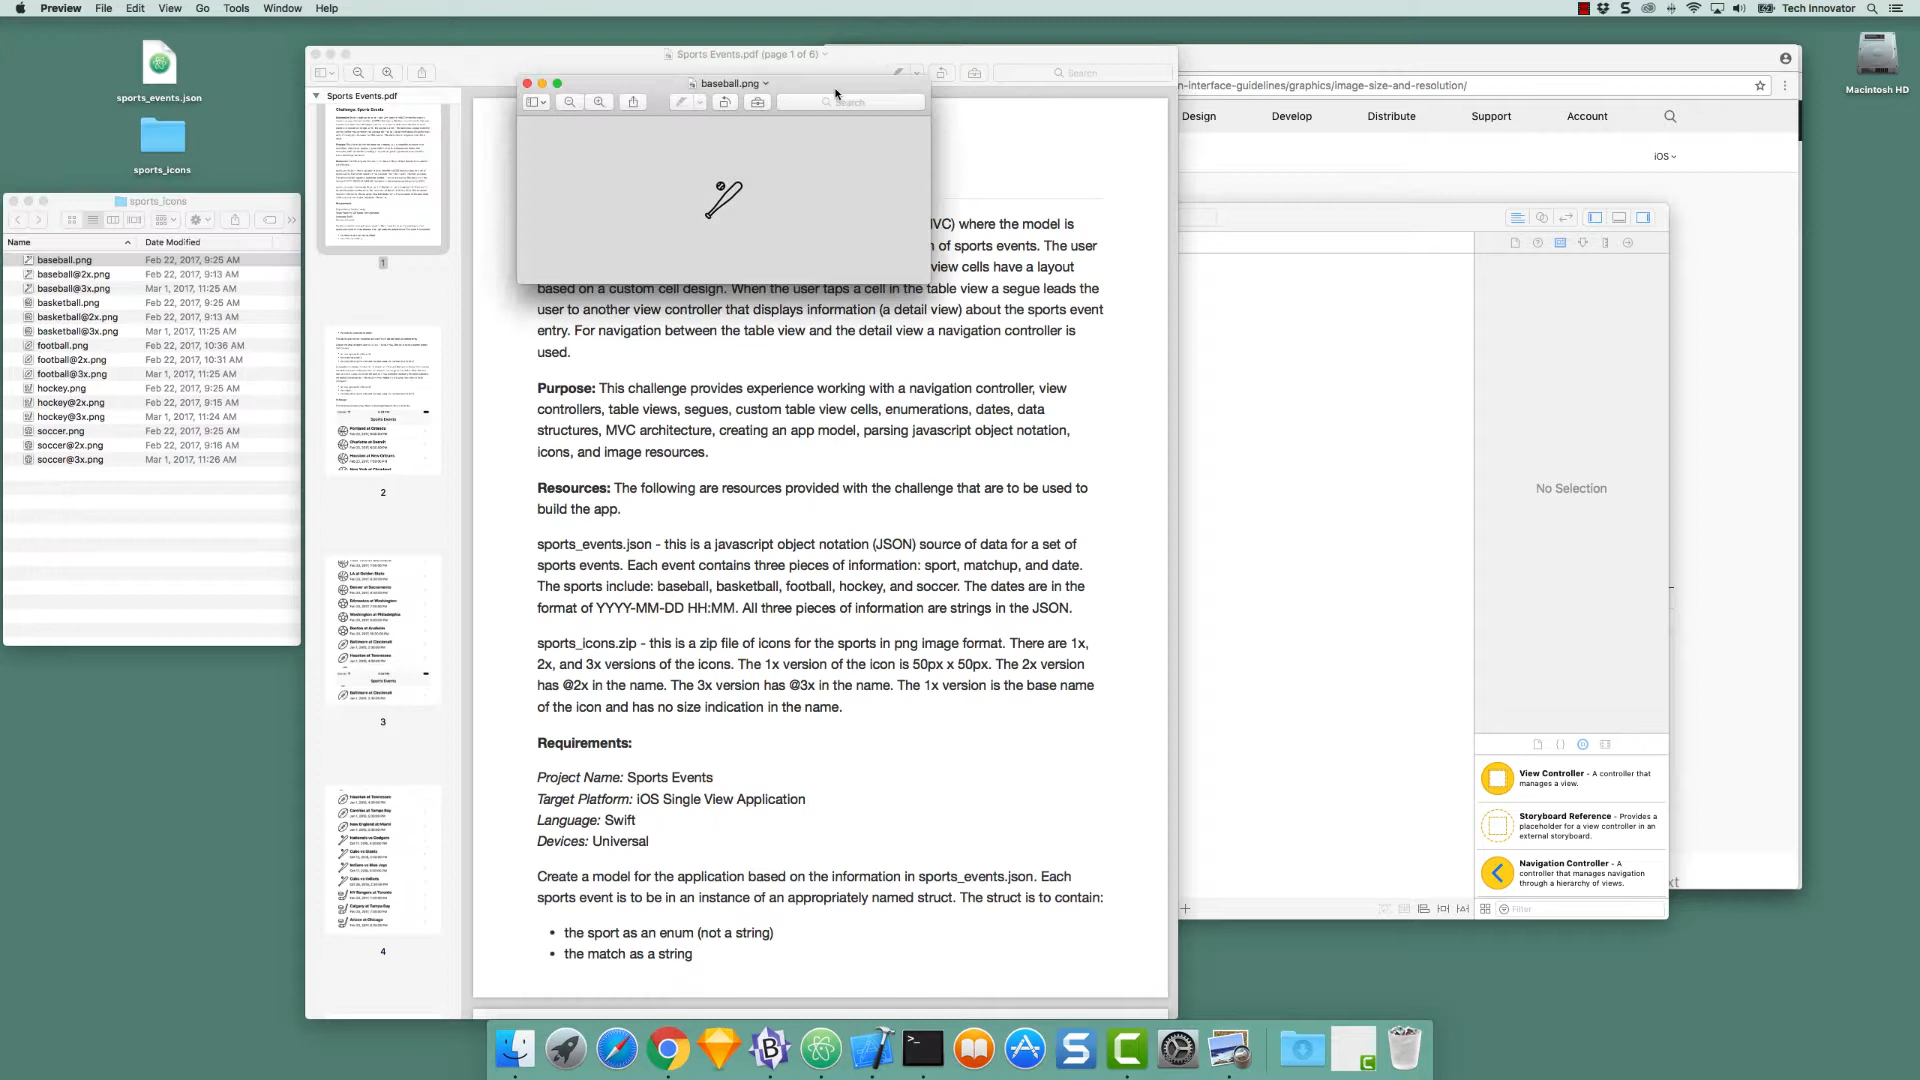 Preview File Edit View Go Tools Window Help
Tech Innovator
sports_events.json
sports_icons
Macintosh HD
Sports Events.pdf (page 1 of 6)
Search
Sports Events.pdf
1
2
3
4
baseball.png
Search
sports_icons
Name Date Modified
baseball.png Feb 22, 2017, 9:25 AM
baseball@2x.png Feb 22, 2017, 9:13 AM
baseball@3x.png Mar 1, 2017, 11:25 AM
basketball.png Feb 22, 2017, 9:25 AM
basketball@2x.png Feb 22, 2017, 9:13 AM
basketball@3x.png Mar 1, 2017, 11:25 AM
football.png Feb 22, 2017, 10:36 AM
football@2x.png Feb 22, 2017, 10:31 AM
football@3x.png Mar 1, 2017, 11:25 AM
hockey.png Feb 22, 2017, 9:25 AM
hockey@2x.png Feb 22, 2017, 9:15 AM
hockey@3x.png Mar 1, 2017, 11:24 AM
soccer.png Feb 22, 2017, 9:25 AM
soccer@2x.png Feb 22, 2017, 9:16 AM
soccer@3x.png Mar 1, 2017, 11:26 AM
MVC) where the model is
n of sports events. The user
view cells have a layout
based on a custom cell design. When the user taps a cell in the table view a segue leads the
user to another view controller that displays information (a detail view) about the sports event
entry. For navigation between the table view and the detail view a navigation controller is
used.
Purpose: This challenge provides experience working with a navigation controller, view
controllers, table views, segues, custom table view cells, enumerations, dates, data
structures, MVC architecture, creating an app model, parsing javascript object notation,
icons, and image resources.
Resources: The following are resources provided with the challenge that are to be used to
build the app.
sports_events.json - this is a javascript object notation (JSON) source of data for a set of
sports events. Each event contains three pieces of information: sport, matchup, and date.
The sports include: baseball, basketball, football, hockey, and soccer. The dates are in the
format of YYYY-MM-DD HH:MM. All three pieces of information are strings in the JSON.
sports_icons.zip - this is a zip file of icons for the sports in png image format. There are 1x,
2x, and 3x versions of the icons. The 1x version of the icon is 50px x 50px. The 2x version
has @2x in the name. The 3x version has @3x in the name. The 1x version is the base name
of the icon and has no size indication in the name.
Requirements:
Project Name: Sports Events
Target Platform: iOS Single View Application
Language: Swift
Devices: Universal
Create a model for the application based on the information in sports_events.json. Each
sports event is to be in an instance of an appropriately named struct. The struct is to contain:
• the sport as an enum (not a string)
• the match as a string
n-interface-guidelines/graphics/image-size-and-resolution/
Design Develop Distribute Support Account
iOS
No Selection
View Controller - A controller that
manages a view.
Storyboard Reference - Provides a
placeholder for a view controller in an
external storyboard.
Navigation Controller - A
controller that manages navigation
through a hierarchy of views.
Filter
xt